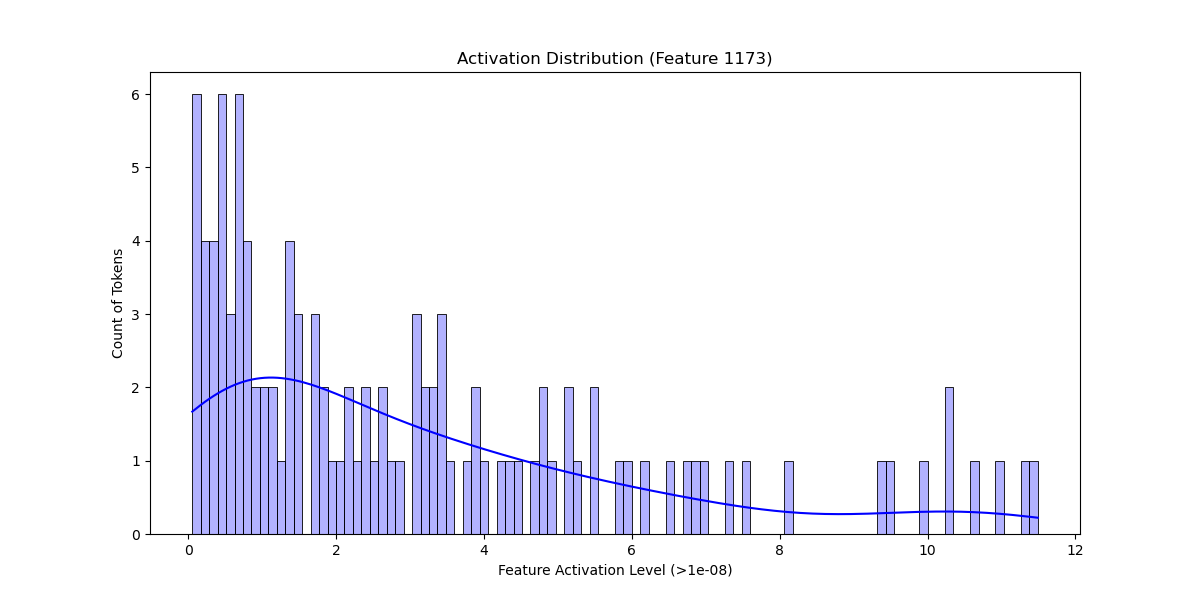 Activation Distribution (Feature 1173)
Count of Tokens
6
5
4
3
2
1
0
0 2 4 6 8 10 12
Feature Activation Level (>1e-08)